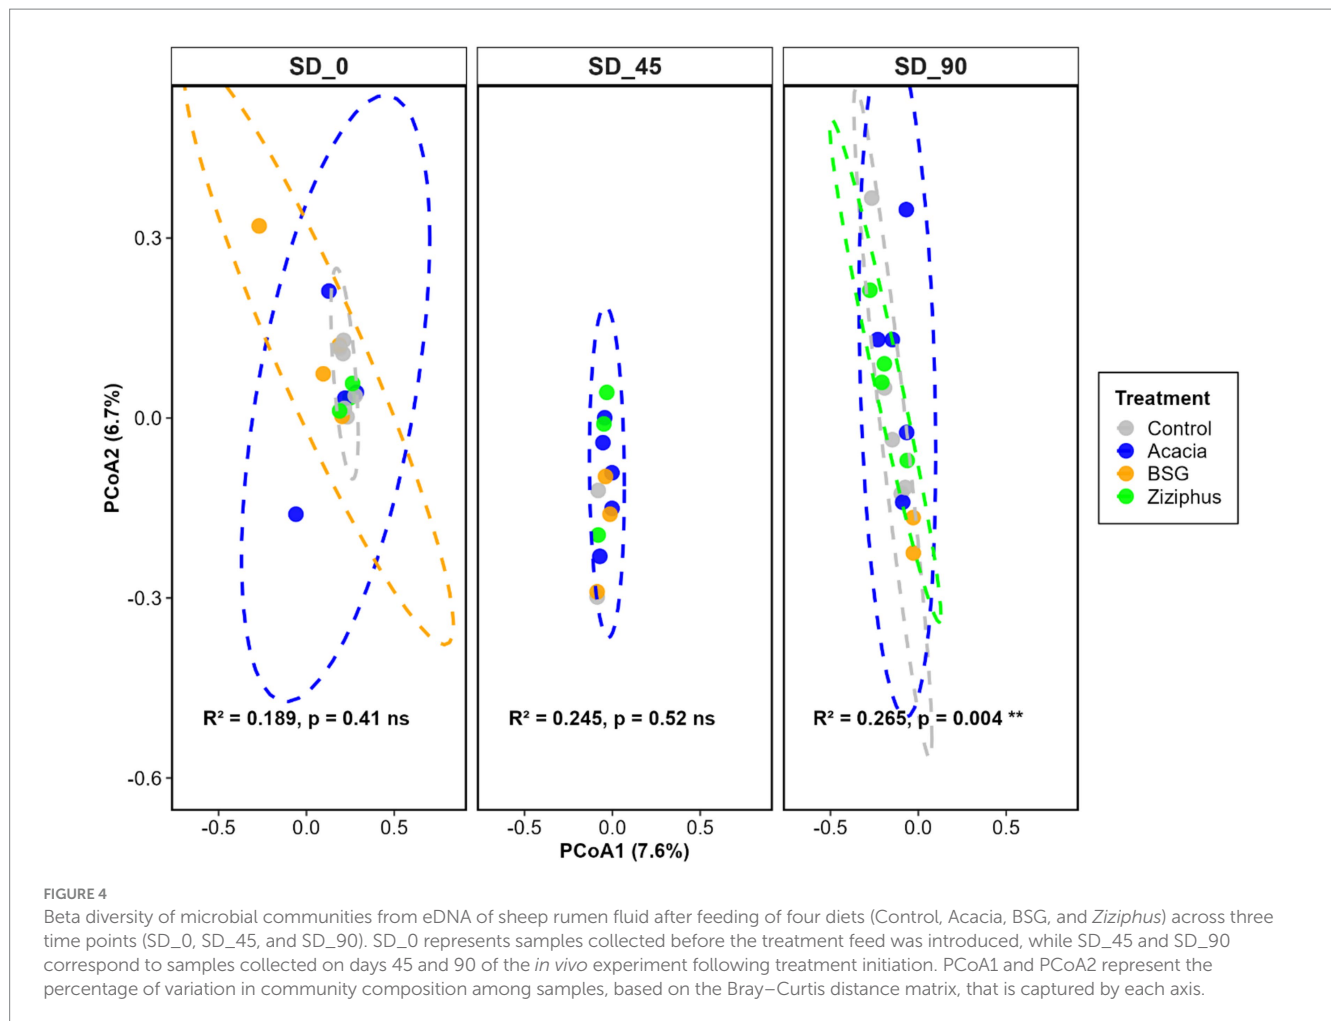 SD_0
SD_45
SD_90
0.3
0.0
-0.3
-0.6
PCoA2 (6.7%)
R² = 0.189, p = 0.41 ns
R² = 0.245, p = 0.52 ns
R² = 0.265, p = 0.004 **
-0.5 0.0 0.5
-0.5 0.0 0.5
-0.5 0.0 0.5
PCoA1 (7.6%)
Treatment
Control
Acacia
BSG
Ziziphus
FIGURE 4
Beta diversity of microbial communities from eDNA of sheep rumen fluid after feeding of four diets (Control, Acacia, BSG, and Ziziphus) across three
time points (SD_0, SD_45, and SD_90). SD_0 represents samples collected before the treatment feed was introduced, while SD_45 and SD_90
correspond to samples collected on days 45 and 90 of the in vivo experiment following treatment initiation. PCoA1 and PCoA2 represent the
percentage of variation in community composition among samples, based on the Bray–Curtis distance matrix, that is captured by each axis.